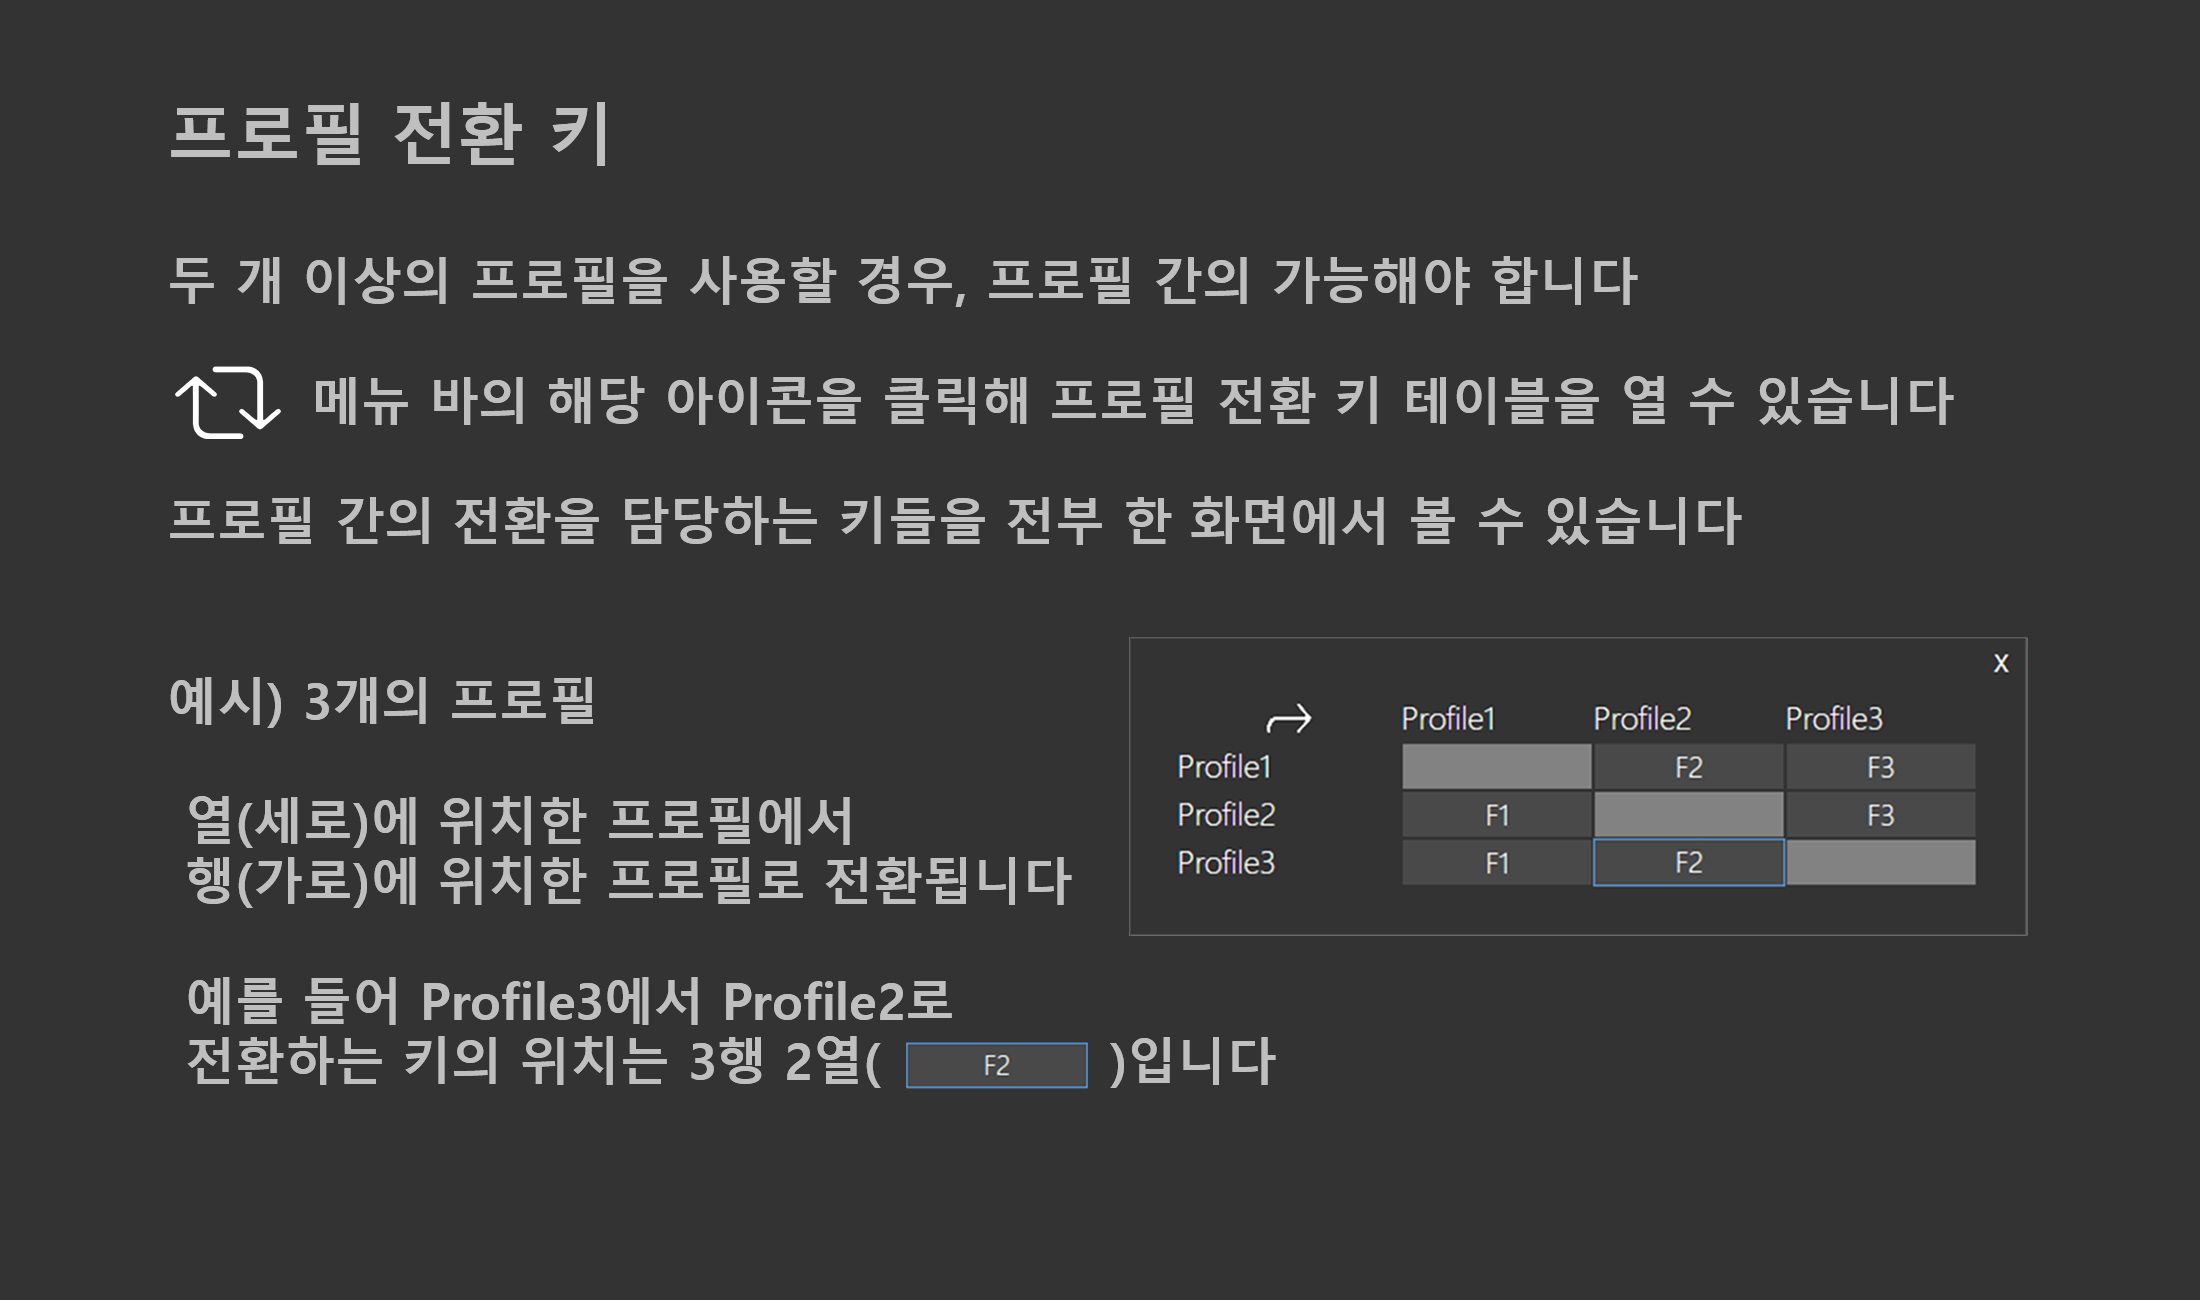 프로필 전환 키
두 개 이상의 프로필을 사용할 경우, 프로필 간의 가능해야 합니다
메뉴 바의 해당 아이콘을 클릭해 프로필 전환 키 테이블을 열 수 있습니다
프로필 간의 전환을 담당하는 키들을 전부 한 화면에서 볼 수 있습니다
예시) 3개의 프로필
열(세로)에 위치한 프로필에서
행(가로)에 위치한 프로필로 전환됩니다
예를 들어 Profile3에서 Profile2로
전환하는 키의 위치는 3행 2열( F2 )입니다
X
Profile1 Profile2 Profile3
Profile1 F2 F3
Profile2 F1 F3
Profile3 F1 F2